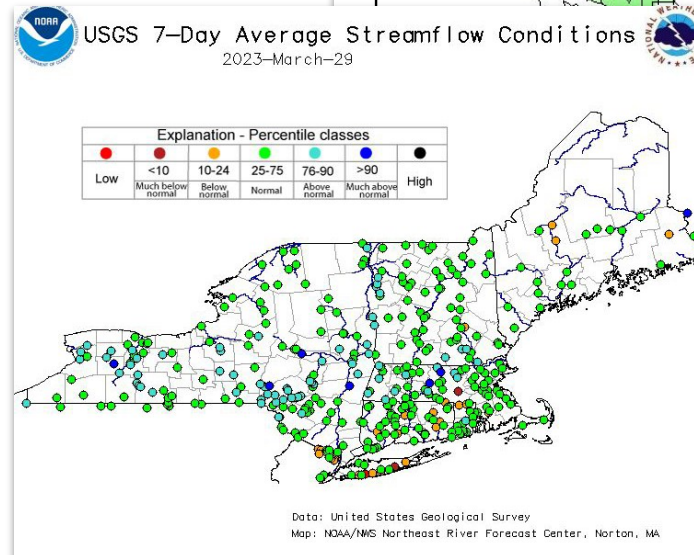 NOAA
USGS 7-Day Average Streamflow Conditions
2023-March-29
NATIONAL WEATHER
Explanation - Percentile classes
Low <10 10-24 25-75 76-90 >90 High
Much below normal Below normal Normal Above normal Much above normal
Data: United States Geological Survey
Map: NOAA/NWS Northeast River Forecast Center, Norton, MA